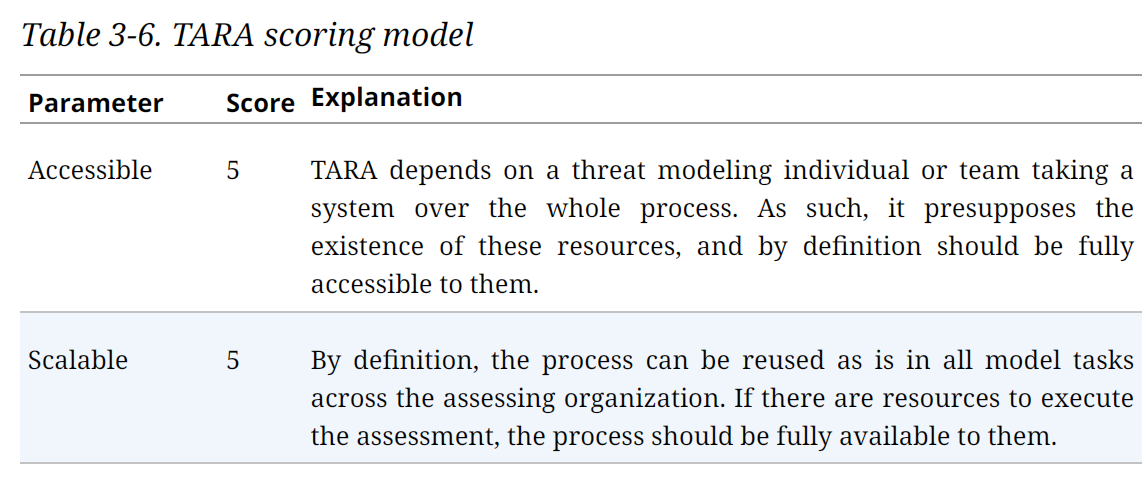 Table 3-6. TARA scoring model
Parameter Score Explanation
Accessible 5 TARA depends on a threat modeling individual or team taking a
system over the whole process. As such, it presupposes the
existence of these resources, and by definition should be fully
accessible to them.
Scalable 5 By definition, the process can be reused as is in all model tasks
across the assessing organization. If there are resources to execute
the assessment, the process should be fully available to them.